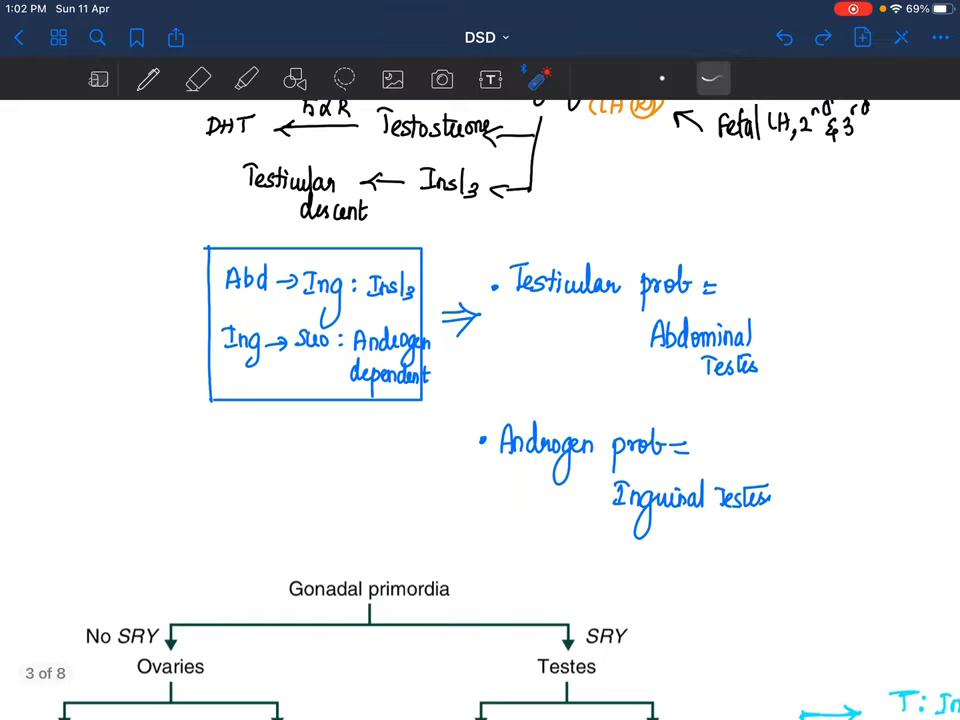 1:02 PM Sun 11 Apr
69%
DSD
T
5αR
(LH R)
DHT ← Testosterone
Fetal LH, 2nd & 3rd
Testicular ← Insl3
descent
Abd → Ing : Insl3
Ing → Scro : Androgen
dependent
• Testicular prob =
Abdominal
Testes
• Androgen prob =
Inguinal Testes
Gonadal primordia
No SRY
SRY
3 of 8
Ovaries
Testes
T: In